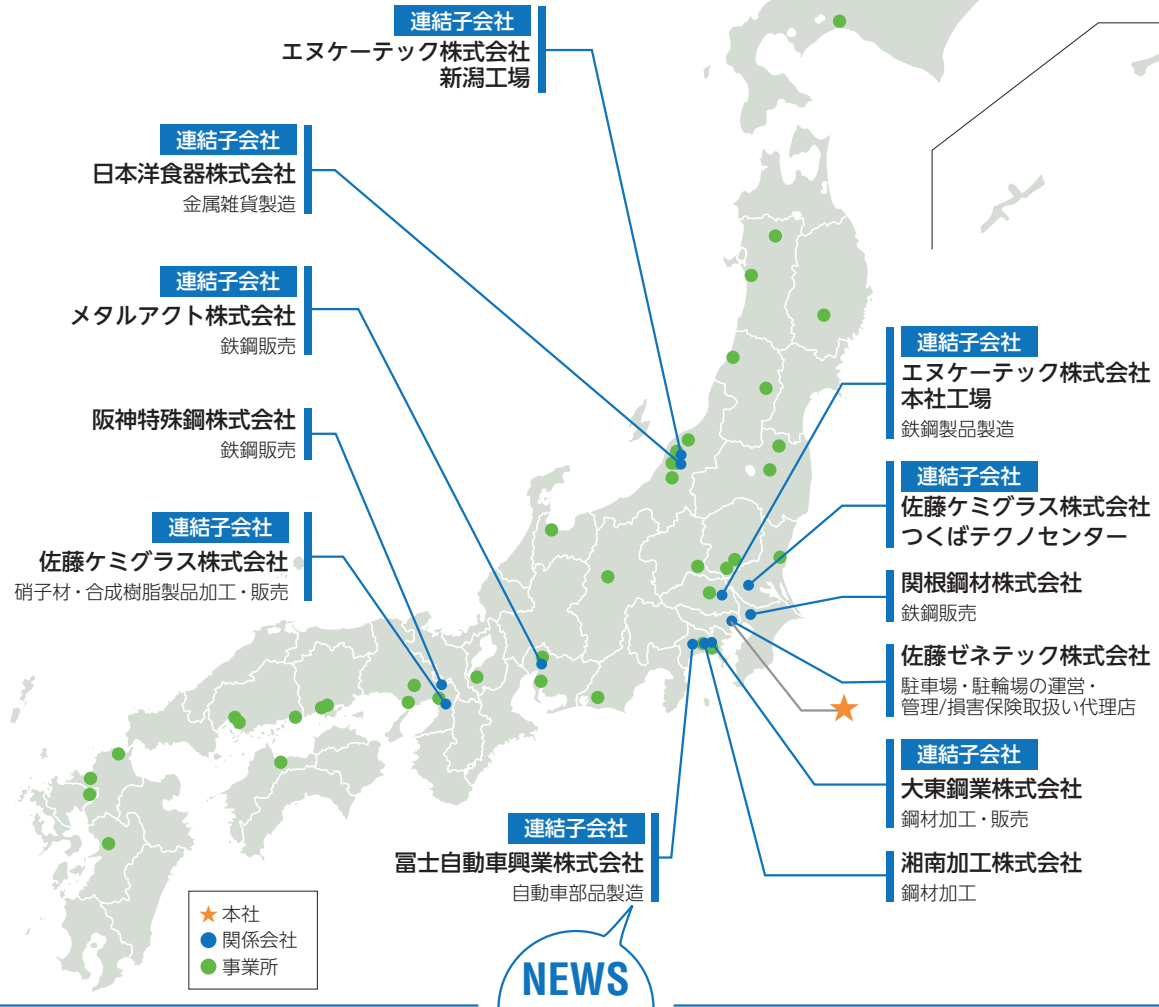 連結子会社
エヌケーテック株式会社
新潟工場
連結子会社
日本洋食器株式会社
金属雑貨製造
連結子会社
メタルアクト株式会社
鉄鋼販売
阪神特殊鋼株式会社
鉄鋼販売
連結子会社
佐藤ケミグラス株式会社
硝子材・合成樹脂製品加工・販売
連結子会社
エヌケーテック株式会社
本社工場
鉄鋼製品製造
連結子会社
佐藤ケミグラス株式会社
つくばテクノセンター
関根鋼材株式会社
鉄鋼販売
佐藤ゼネテック株式会社
駐車場・駐輪場の運営・
管理/損害保険取扱い代理店
連結子会社
大東鋼業株式会社
鋼材加工・販売
湘南加工株式会社
鋼材加工
連結子会社
冨士自動車興業株式会社
自動車部品製造
本社
関係会社
事業所
NEWS